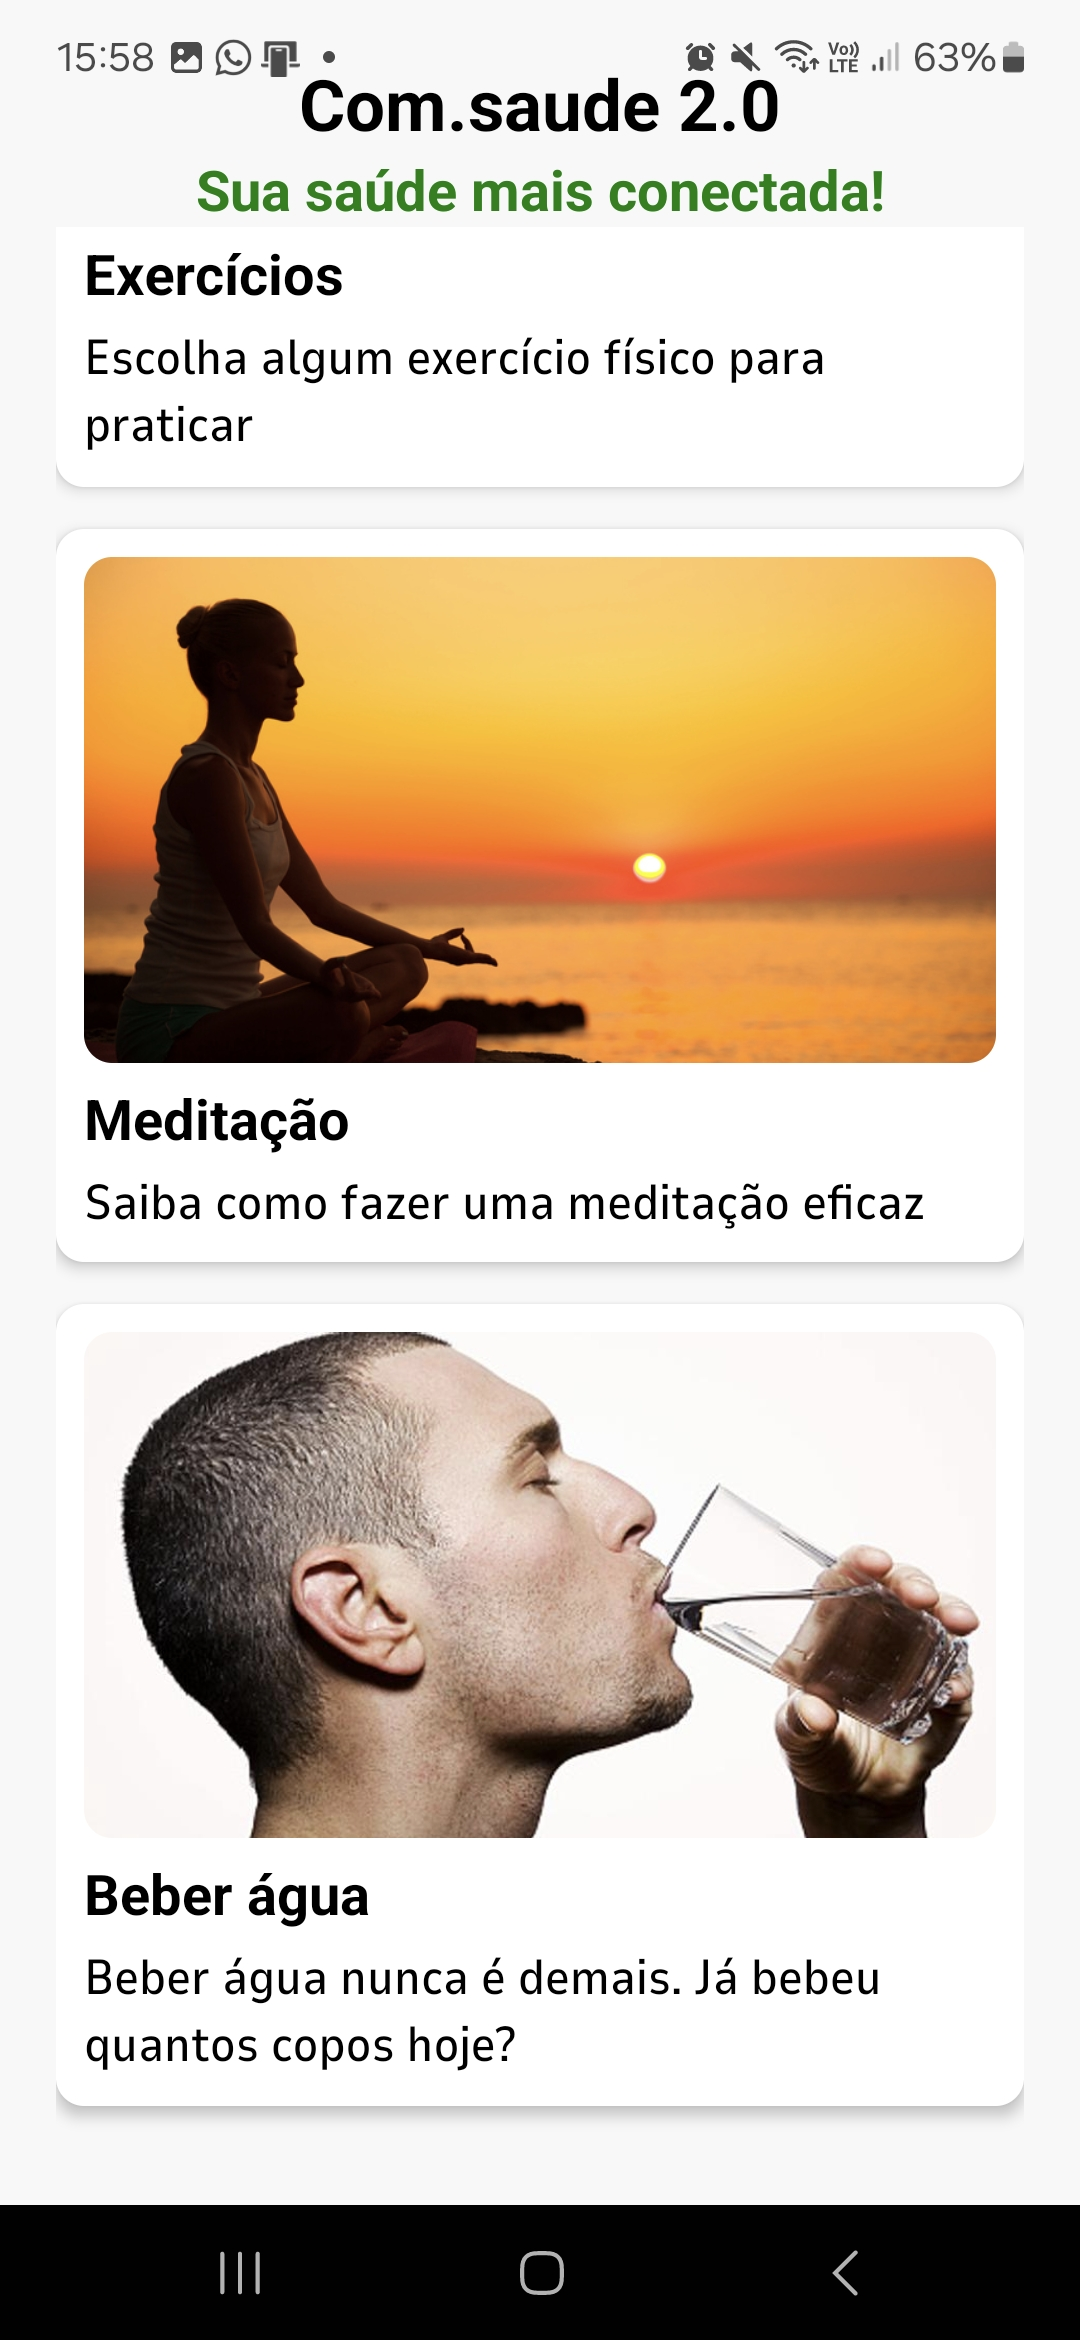 15:58
Vo)) LTE
63%
Com.saude 2.0
Sua saúde mais conectada!
Exercícios
Escolha algum exercício físico para
praticar
Meditação
Saiba como fazer uma meditação eficaz
Beber água
Beber água nunca é demais. Já bebeu
quantos copos hoje?